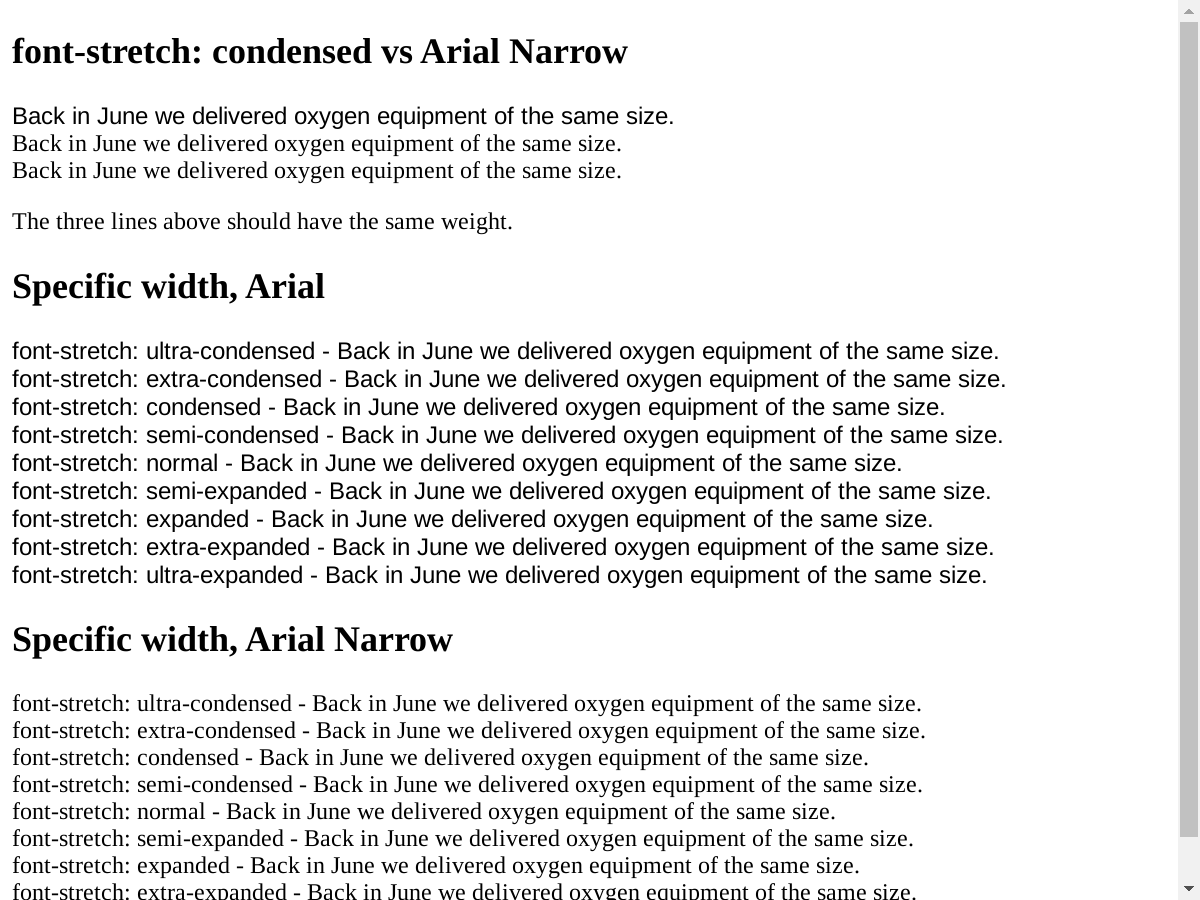 font-stretch: condensed vs Arial Narrow
Back in June we delivered oxygen equipment of the same size.
Back in June we delivered oxygen equipment of the same size.
Back in June we delivered oxygen equipment of the same size.
The three lines above should have the same weight.
Specific width, Arial
font-stretch: ultra-condensed - Back in June we delivered oxygen equipment of the same size.
font-stretch: extra-condensed - Back in June we delivered oxygen equipment of the same size.
font-stretch: condensed - Back in June we delivered oxygen equipment of the same size.
font-stretch: semi-condensed - Back in June we delivered oxygen equipment of the same size.
font-stretch: normal - Back in June we delivered oxygen equipment of the same size.
font-stretch: semi-expanded - Back in June we delivered oxygen equipment of the same size.
font-stretch: expanded - Back in June we delivered oxygen equipment of the same size.
font-stretch: extra-expanded - Back in June we delivered oxygen equipment of the same size.
font-stretch: ultra-expanded - Back in June we delivered oxygen equipment of the same size.
Specific width, Arial Narrow
font-stretch: ultra-condensed - Back in June we delivered oxygen equipment of the same size.
font-stretch: extra-condensed - Back in June we delivered oxygen equipment of the same size.
font-stretch: condensed - Back in June we delivered oxygen equipment of the same size.
font-stretch: semi-condensed - Back in June we delivered oxygen equipment of the same size.
font-stretch: normal - Back in June we delivered oxygen equipment of the same size.
font-stretch: semi-expanded - Back in June we delivered oxygen equipment of the same size.
font-stretch: expanded - Back in June we delivered oxygen equipment of the same size.
font-stretch: extra-expanded - Back in June we delivered oxygen equipment of the same size.